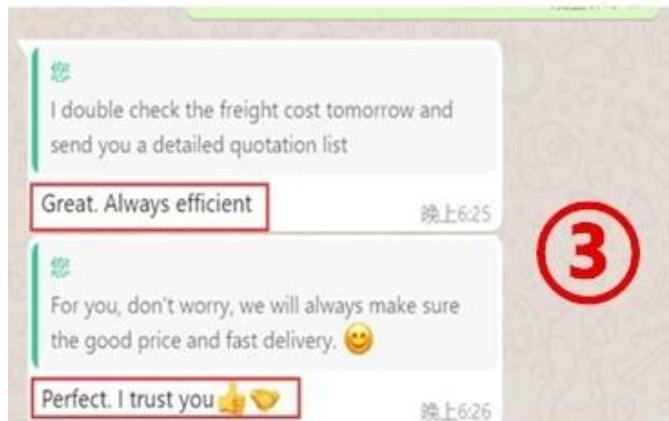 您
I double check the freight cost tomorrow and
send you a detailed quotation list
Great. Always efficient
晚上6:25
您
For you, don't worry, we will always make sure
the good price and fast delivery. 😊
Perfect. I trust you👍🤝
晚上6:26
③